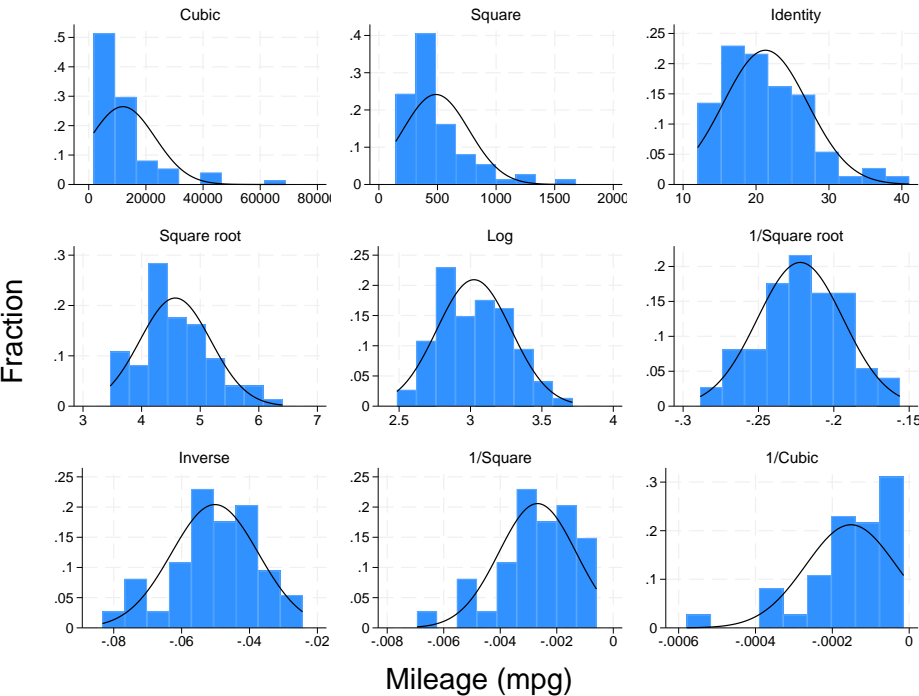 Cubic
.5
.4
.3
.2
.1
0
0 20000 40000 60000 80000
Square
.4
.3
.2
.1
0
0 500 1000 1500 2000
Identity
.25
.2
.15
.1
.05
0
10 20 30 40
Square root
.3
.2
.1
0
3 4 5 6 7
Log
.25
.2
.15
.1
.05
0
2.5 3 3.5 4
1/Square root
.2
.15
.1
.05
0
-.3 -.25 -.2 -.15
Inverse
.25
.2
.15
.1
.05
0
-.08 -.06 -.04 -.02
1/Square
.25
.2
.15
.1
.05
0
-.008 -.006 -.004 -.002 0
1/Cubic
.3
.2
.1
0
-.0006 -.0004 -.0002 0
Fraction
Mileage (mpg)